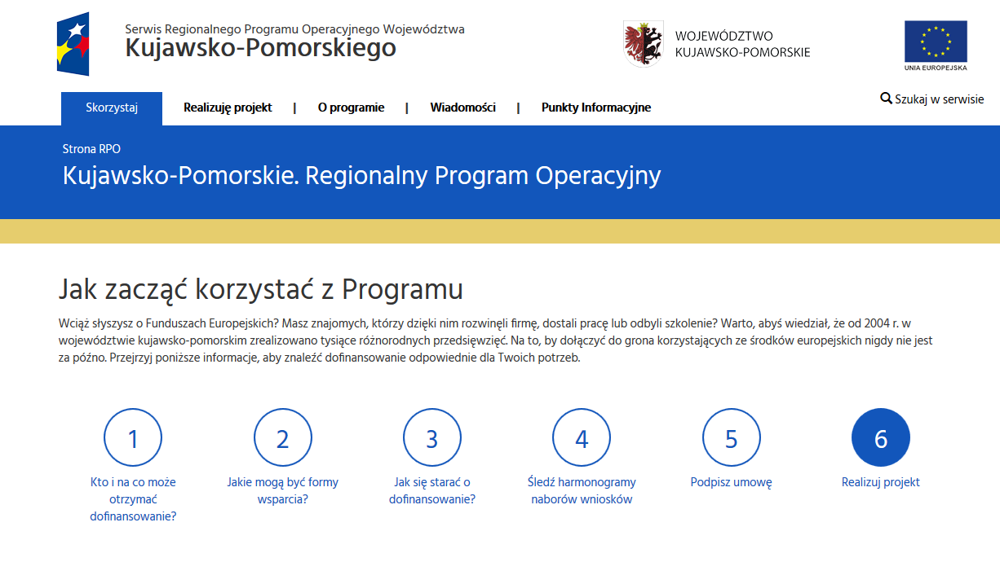 Serwis Regionalnego Programu Operacyjnego Województwa
Kujawsko-Pomorskiego
WOJEWÓDZTWO
KUJAWSKO-POMORSKIE
UNIA EUROPEJSKA
Skorzystaj
Realizuję projekt | O programie | Wiadomości | Punkty Informacyjne
Szukaj w serwisie
Strona RPO
Kujawsko-Pomorskie. Regionalny Program Operacyjny
Jak zacząć korzystać z Programu
Wciąż słyszysz o Funduszach Europejskich? Masz znajomych, którzy dzięki nim rozwinęli firmę, dostali pracę lub odbyli szkolenie? Warto, abyś wiedział, że od 2004 r. w
województwie kujawsko-pomorskim zrealizowano tysiące różnorodnych przedsięwzięć. Na to, by dołączyć do grona korzystających ze środków europejskich nigdy nie jest
za późno. Przejrzyj poniższe informacje, aby znaleźć dofinansowanie odpowiednie dla Twoich potrzeb.
1
Kto i na co może
otrzymać
dofinansowanie?
2
Jakie mogą być formy
wsparcia?
3
Jak się starać o
dofinansowanie?
4
Śledź harmonogramy
naborów wniosków
5
Podpisz umowę
6
Realizuj projekt